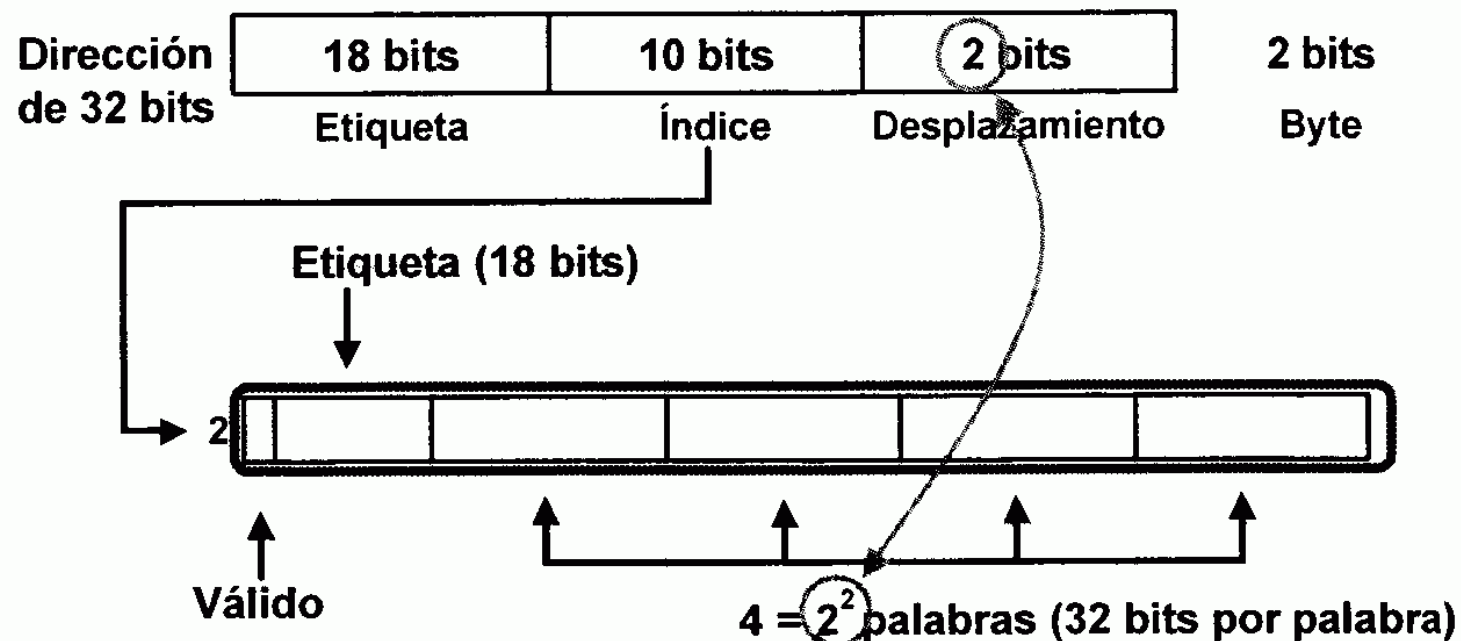 Dirección de 32 bits
18 bits
10 bits
2 bits
2 bits
Etiqueta
Índice
Desplazamiento
Byte
Etiqueta (18 bits)
2
Válido
4 = 2² palabras (32 bits por palabra)